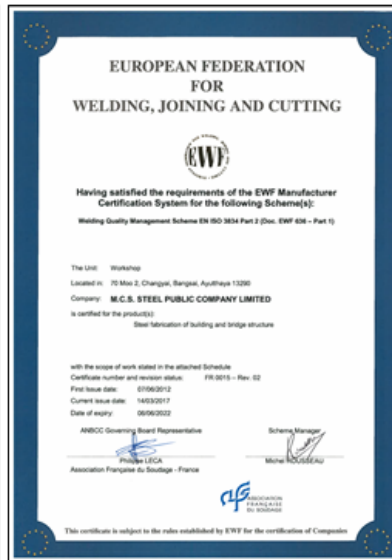 EUROPEAN FEDERATION
FOR
WELDING, JOINING AND CUTTING
EWF
Having satisfied the requirements of the EWF Manufacturer
Certification System for the following Scheme(s):
Welding Quality Management Scheme EN ISO 3834 Part 2 (Doc. EWF 636 – Part 1)
The Unit: Workshop
Located in: 70 Moo 2, Changyai, Bangsai, Ayutthaya 13290
Company: M.C.S. STEEL PUBLIC COMPANY LIMITED
is certified for the product(s):
Steel fabrication of building and bridge structure
with the scope of work stated in the attached Schedule
Certificate number and revision status: FR 0015 – Rev. 02
First Issue date: 07/06/2012
Current issue date: 14/03/2017
Date of expiry: 06/06/2022
ANBCC Governing Board Representative
Scheme Manager
Philippe LECA
Michel ROUSSEAU
Association Française du Soudage - France
afs
ASSOCIATION
FRANÇAISE
DU SOUDAGE
This certificate is subject to the rules established by EWF for the certification of Companies